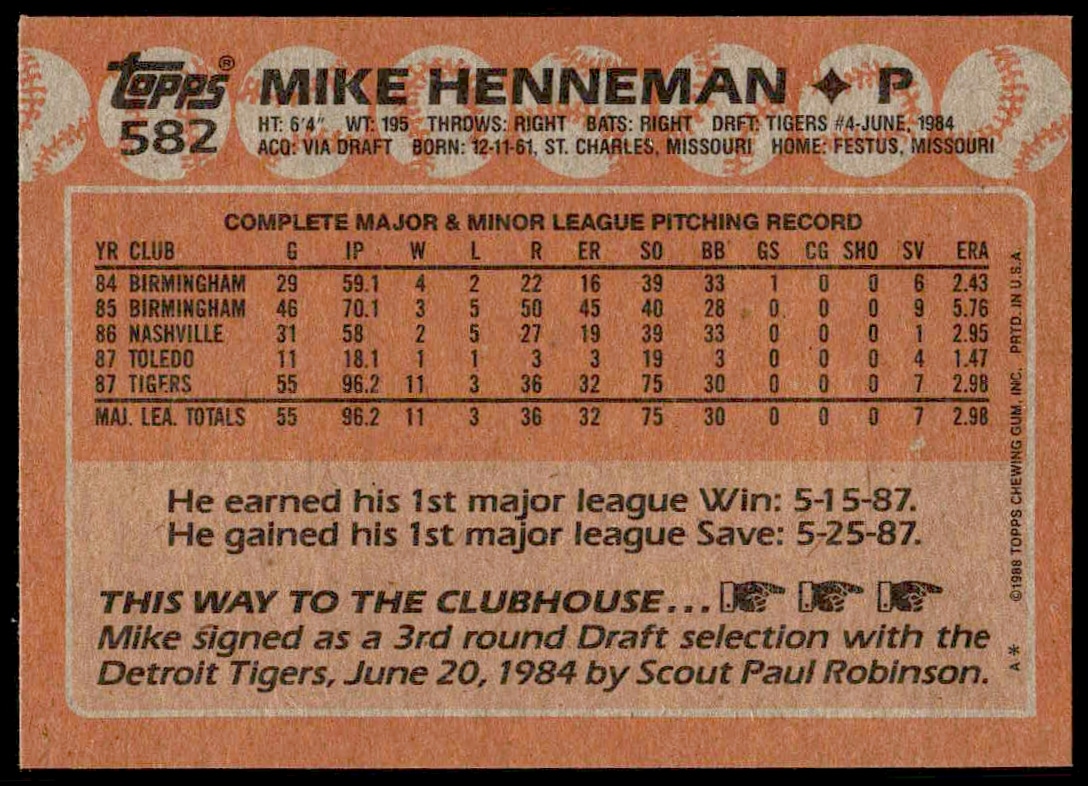 topps® MIKE HENNEMAN ✦ P
582
HT: 6'4" WT: 195 THROWS: RIGHT BATS: RIGHT DRFT: TIGERS #4-JUNE, 1984
ACQ: VIA DRAFT BORN: 12-11-61, ST. CHARLES, MISSOURI HOME: FESTUS, MISSOURI
COMPLETE MAJOR & MINOR LEAGUE PITCHING RECORD
YR CLUB G IP W L R ER SO BB GS CG SHO SV ERA
84 BIRMINGHAM 29 59.1 4 2 22 16 39 33 1 0 0 6 2.43
85 BIRMINGHAM 46 70.1 3 5 50 45 40 28 0 0 0 9 5.76
86 NASHVILLE 31 58 2 5 27 19 39 33 0 0 0 1 2.95
87 TOLEDO 11 18.1 1 1 3 3 19 3 0 0 0 4 1.47
87 TIGERS 55 96.2 11 3 36 32 75 30 0 0 0 7 2.98
MAJ. LEA. TOTALS 55 96.2 11 3 36 32 75 30 0 0 0 7 2.98
He earned his 1st major league Win: 5-15-87.
He gained his 1st major league Save: 5-25-87.
THIS WAY TO THE CLUBHOUSE...
Mike signed as a 3rd round Draft selection with the
Detroit Tigers, June 20, 1984 by Scout Paul Robinson.
A* ©1988 TOPPS CHEWING GUM, INC. PRTD. IN U.S.A.